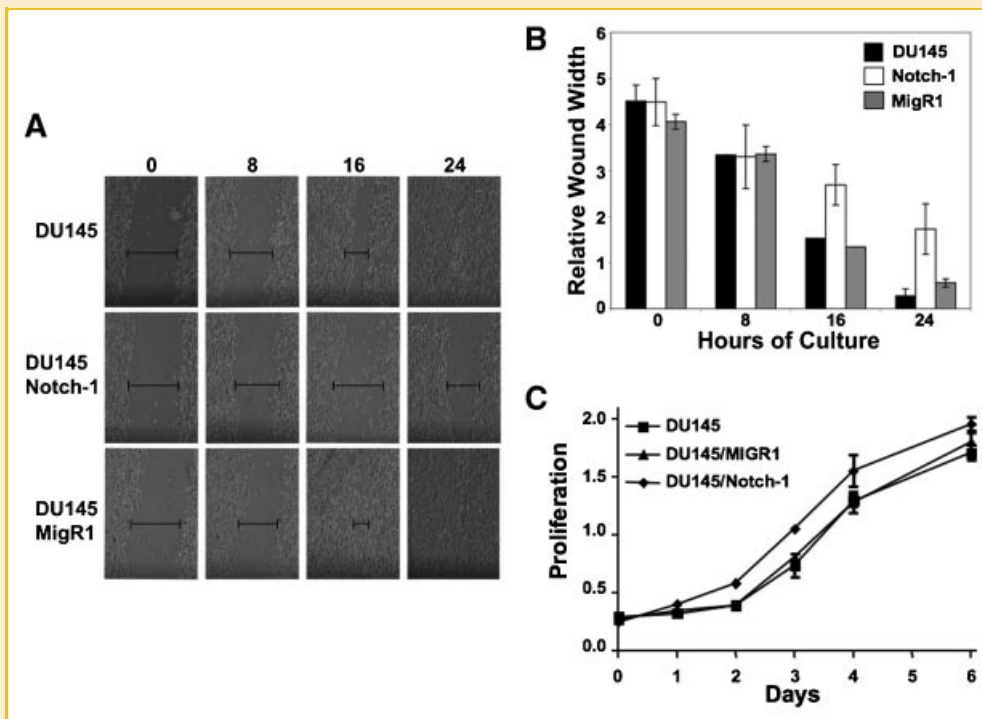 A
0 8 16 24
DU145
DU145
Notch-1
DU145
MigR1
B
Relative Wound Width
6
5
4
3
2
1
0
DU145
Notch-1
MigR1
0 8 16 24
Hours of Culture
C
Proliferation
2.0
1.5
1.0
0.5
0.0
DU145
DU145/MIGR1
DU145/Notch-1
0 1 2 3 4 5 6
Days